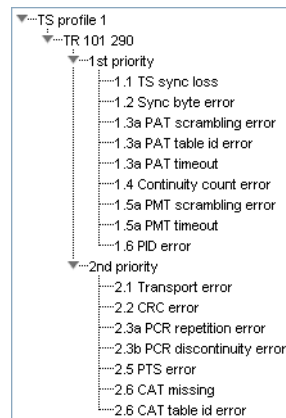 TS profile 1
TR 101 290
1st priority
1.1 TS sync loss
1.2 Sync byte error
1.3a PAT scrambling error
1.3a PAT table id error
1.3a PAT timeout
1.4 Continuity count error
1.5a PMT scrambling error
1.5a PMT timeout
1.6 PID error
2nd priority
2.1 Transport error
2.2 CRC error
2.3a PCR repetition error
2.3b PCR discontinuity error
2.5 PTS error
2.6 CAT missing
2.6 CAT table id error